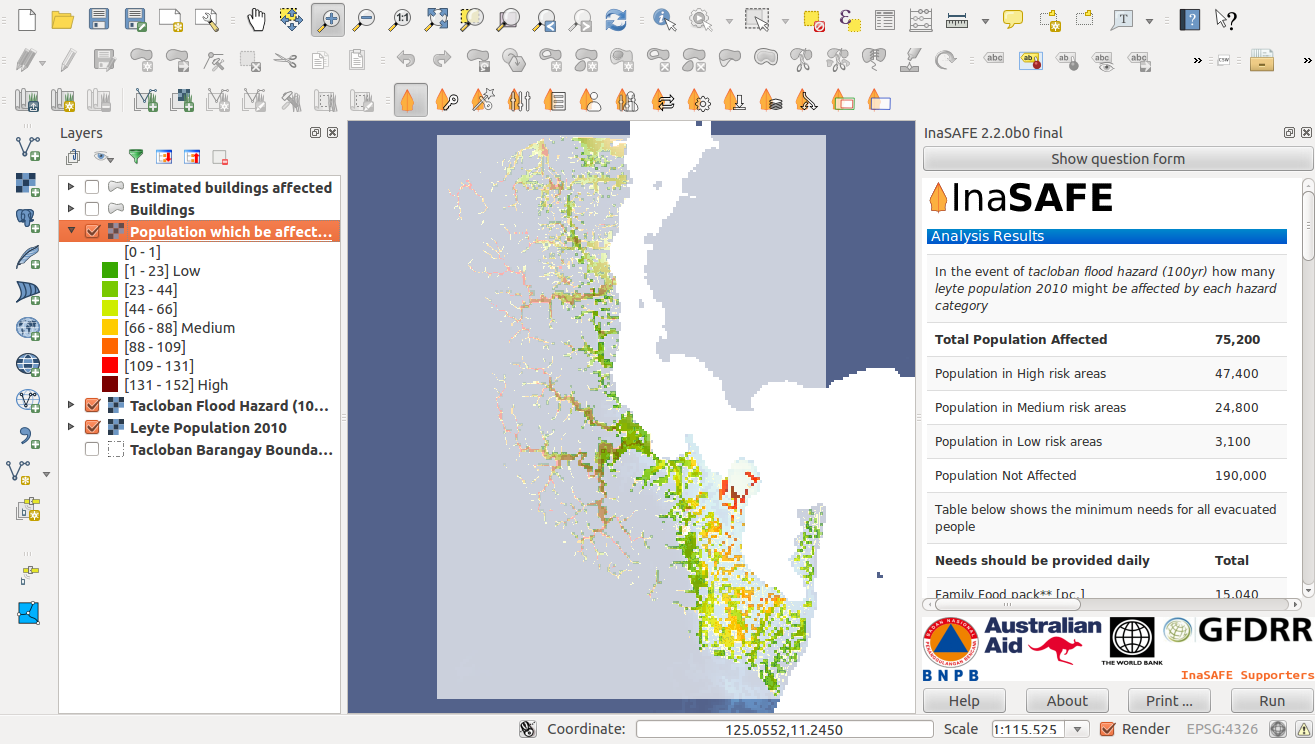 Layers
Estimated buildings affected
Buildings
Population which be affect...
[0 - 1]
[1 - 23] Low
[23 - 44]
[44 - 66]
[66 - 88] Medium
[88 - 109]
[109 - 131]
[131 - 152] High
Tacloban Flood Hazard (10...
Leyte Population 2010
Tacloban Barangay Bounda...
InaSAFE 2.2.0b0 final
Show question form
InaSAFE
Analysis Results
In the event of tacloban flood hazard (100yr) how many
leyte population 2010 might be affected by each hazard
category
Total Population Affected 75,200
Population in High risk areas 47,400
Population in Medium risk areas 24,800
Population in Low risk areas 3,100
Population Not Affected 190,000
Table below shows the minimum needs for all evacuated
people
Needs should be provided daily Total
Family Food pack** [pc.] 15,040
BNPB
Australian
Aid
THE WORLD BANK
GFDRR
InaSAFE Supporters
Help About Print ... Run
Coordinate: 125.0552,11.2450 Scale 1:115,525 Render EPSG:4326